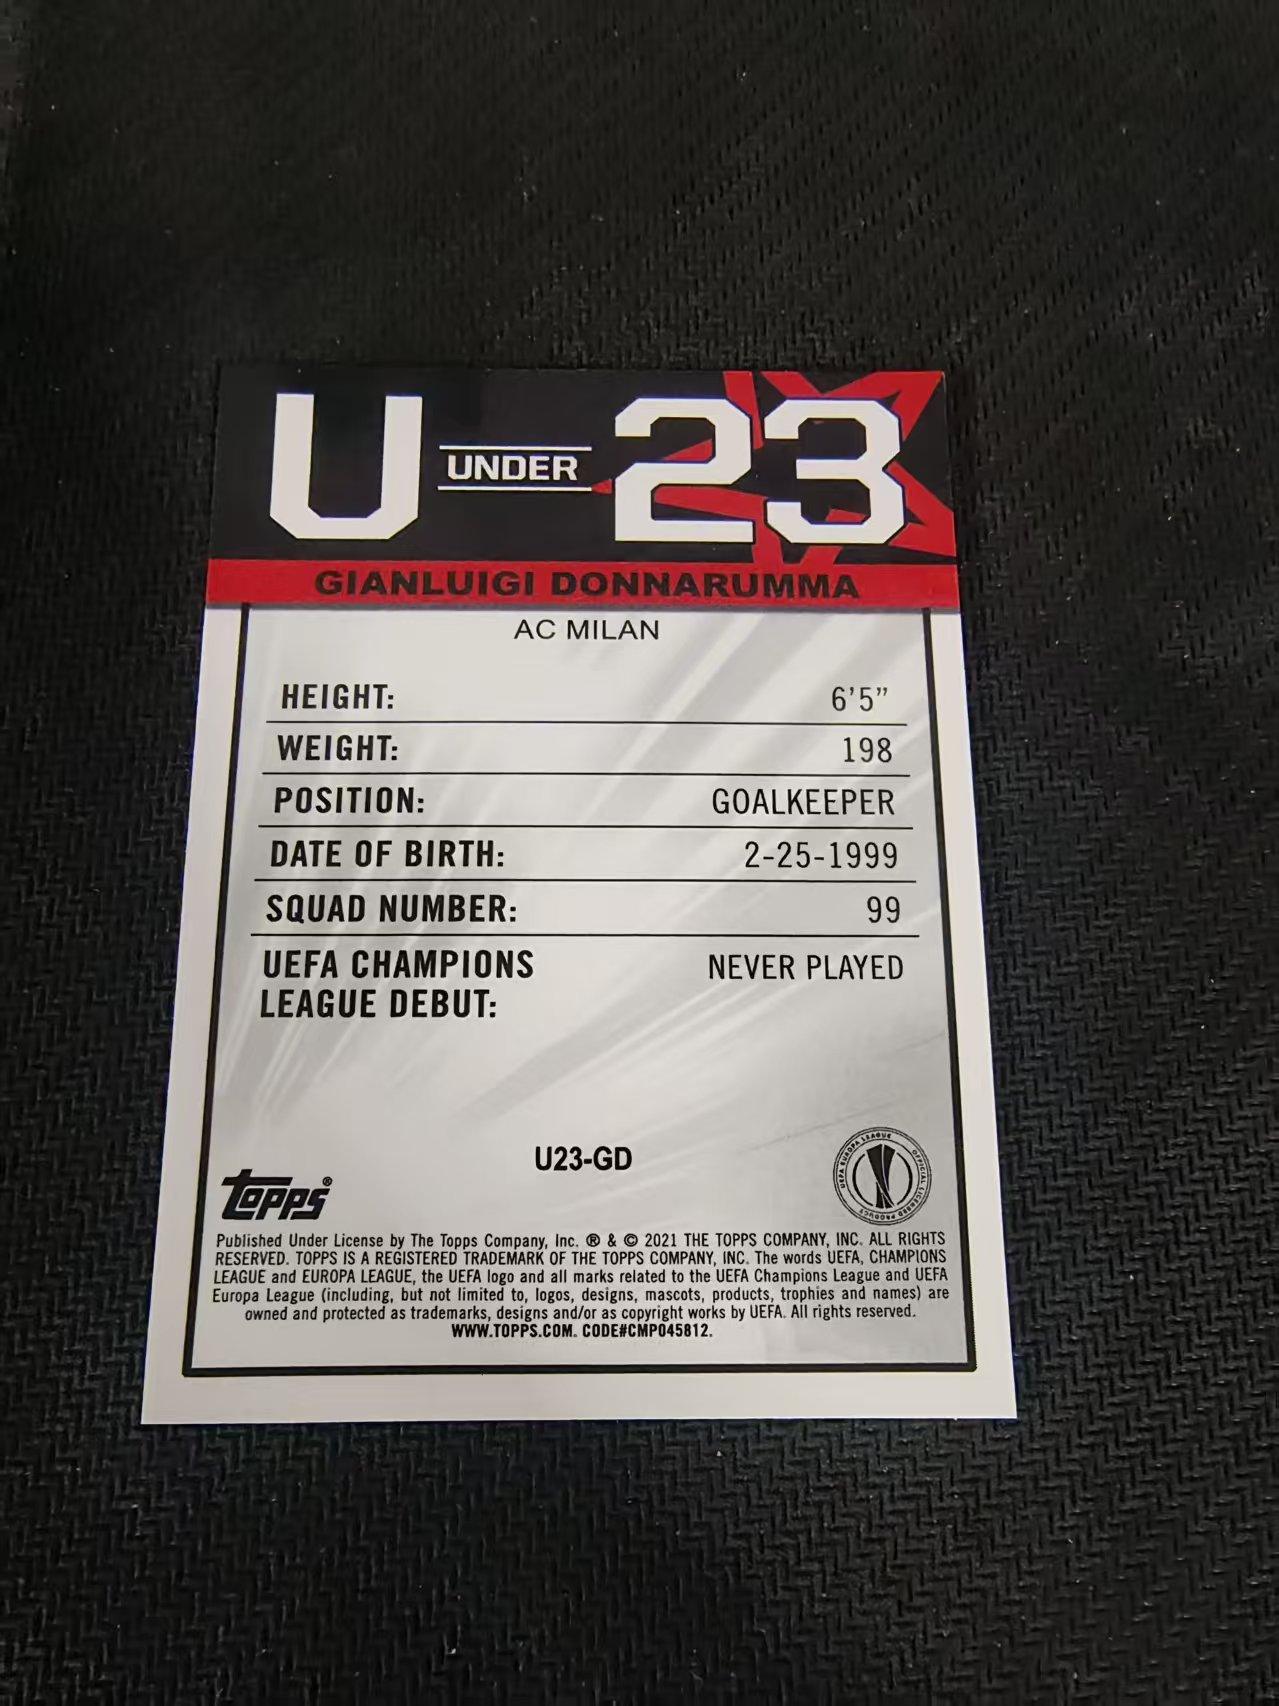 U UNDER 23
GIANLUIGI DONNARUMMA
AC MILAN
HEIGHT: 6'5"
WEIGHT: 198
POSITION: GOALKEEPER
DATE OF BIRTH: 2-25-1999
SQUAD NUMBER: 99
UEFA CHAMPIONS NEVER PLAYED
LEAGUE DEBUT:
U23-GD
topps®
UEFA EUROPA LEAGUE OFFICIAL LICENSED PRODUCT
Published Under License by The Topps Company, Inc. ® & © 2021 THE TOPPS COMPANY, INC. ALL RIGHTS
RESERVED. TOPPS IS A REGISTERED TRADEMARK OF THE TOPPS COMPANY, INC. The words UEFA, CHAMPIONS
LEAGUE and EUROPA LEAGUE, the UEFA logo and all marks related to the UEFA Champions League and UEFA
Europa League (including, but not limited to, logos, designs, mascots, products, trophies and names) are
owned and protected as trademarks, designs and/or as copyright works by UEFA. All rights reserved.
WWW.TOPPS.COM. CODE#CMP045812.